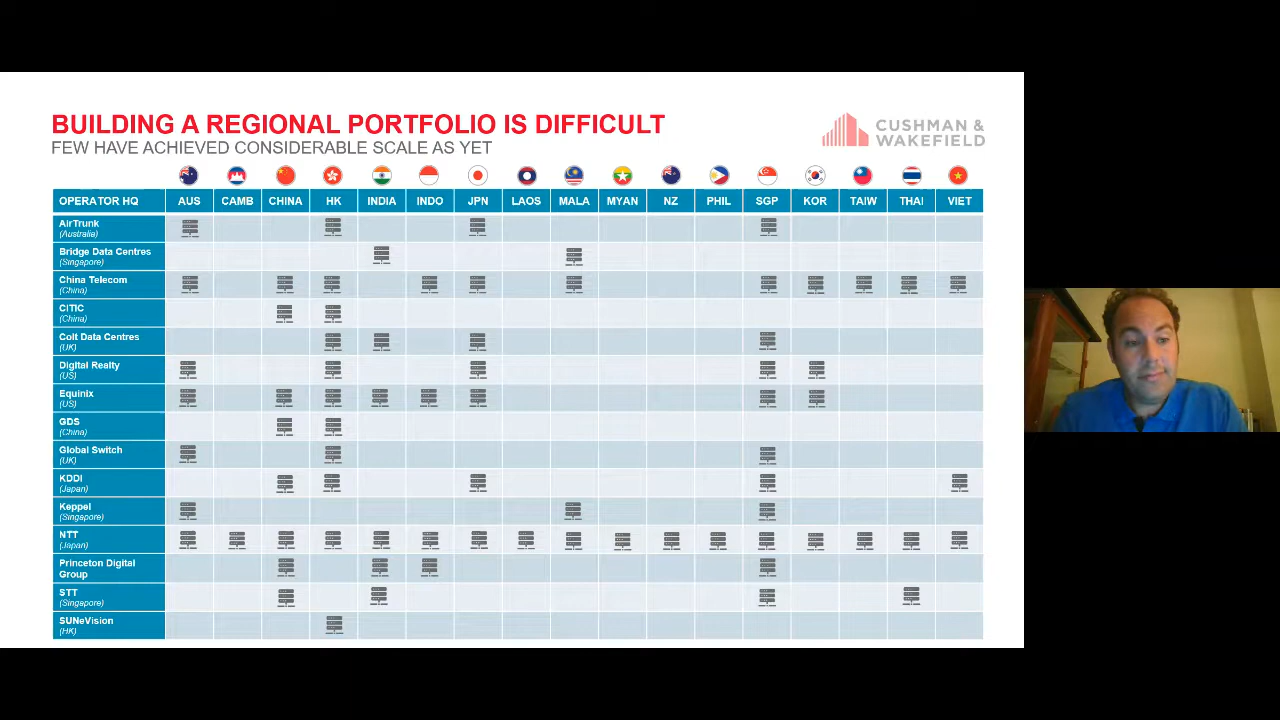 BUILDING A REGIONAL PORTFOLIO IS DIFFICULT
FEW HAVE ACHIEVED CONSIDERABLE SCALE AS YET
CUSHMAN &
WAKEFIELD
OPERATOR HQ AUS CAMB CHINA HK INDIA INDO JPN LAOS MALA MYAN NZ PHIL SGP KOR TAIW THAI VIET
AirTrunk
(Australia)
Bridge Data Centres
(Singapore)
China Telecom
(China)
CITIC
(China)
Colt Data Centres
(UK)
Digital Realty
(US)
Equinix
(US)
GDS
(China)
Global Switch
(UK)
KDDI
(Japan)
Keppel
(Singapore)
NTT
(Japan)
Princeton Digital
Group
STT
(Singapore)
SUNeVision
(HK)